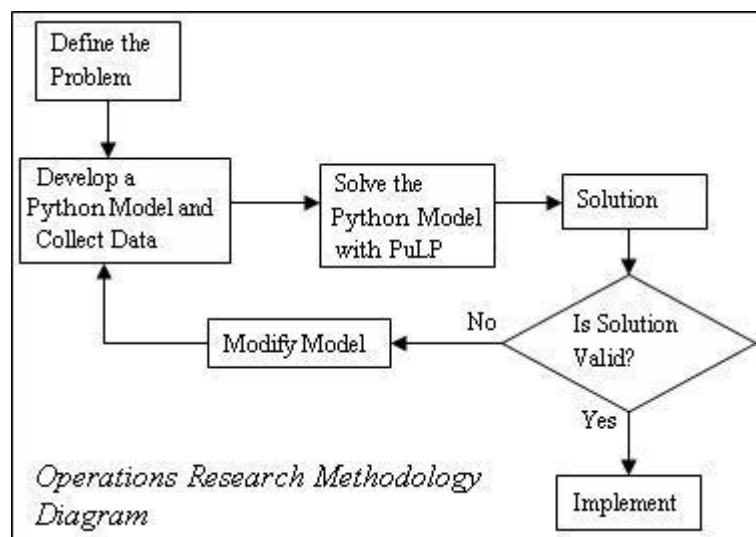 Define the
Problem
Develop a
Python Model and
Collect Data
Solve the
Python Model
with PuLP
Solution
Is Solution
Valid?
No
Modify Model
Yes
Implement
Operations Research Methodology
Diagram